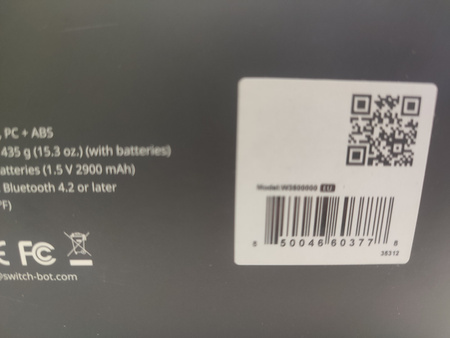 , PC + ABS
435 g (15.3 oz.) (with batteries)
atteries (1.5 V 2900 mAh)
Bluetooth 4.2 or later
°F)
CE FC
@switch-bot.com
Model:W3800000 EU
8 50046 60377 8
38312